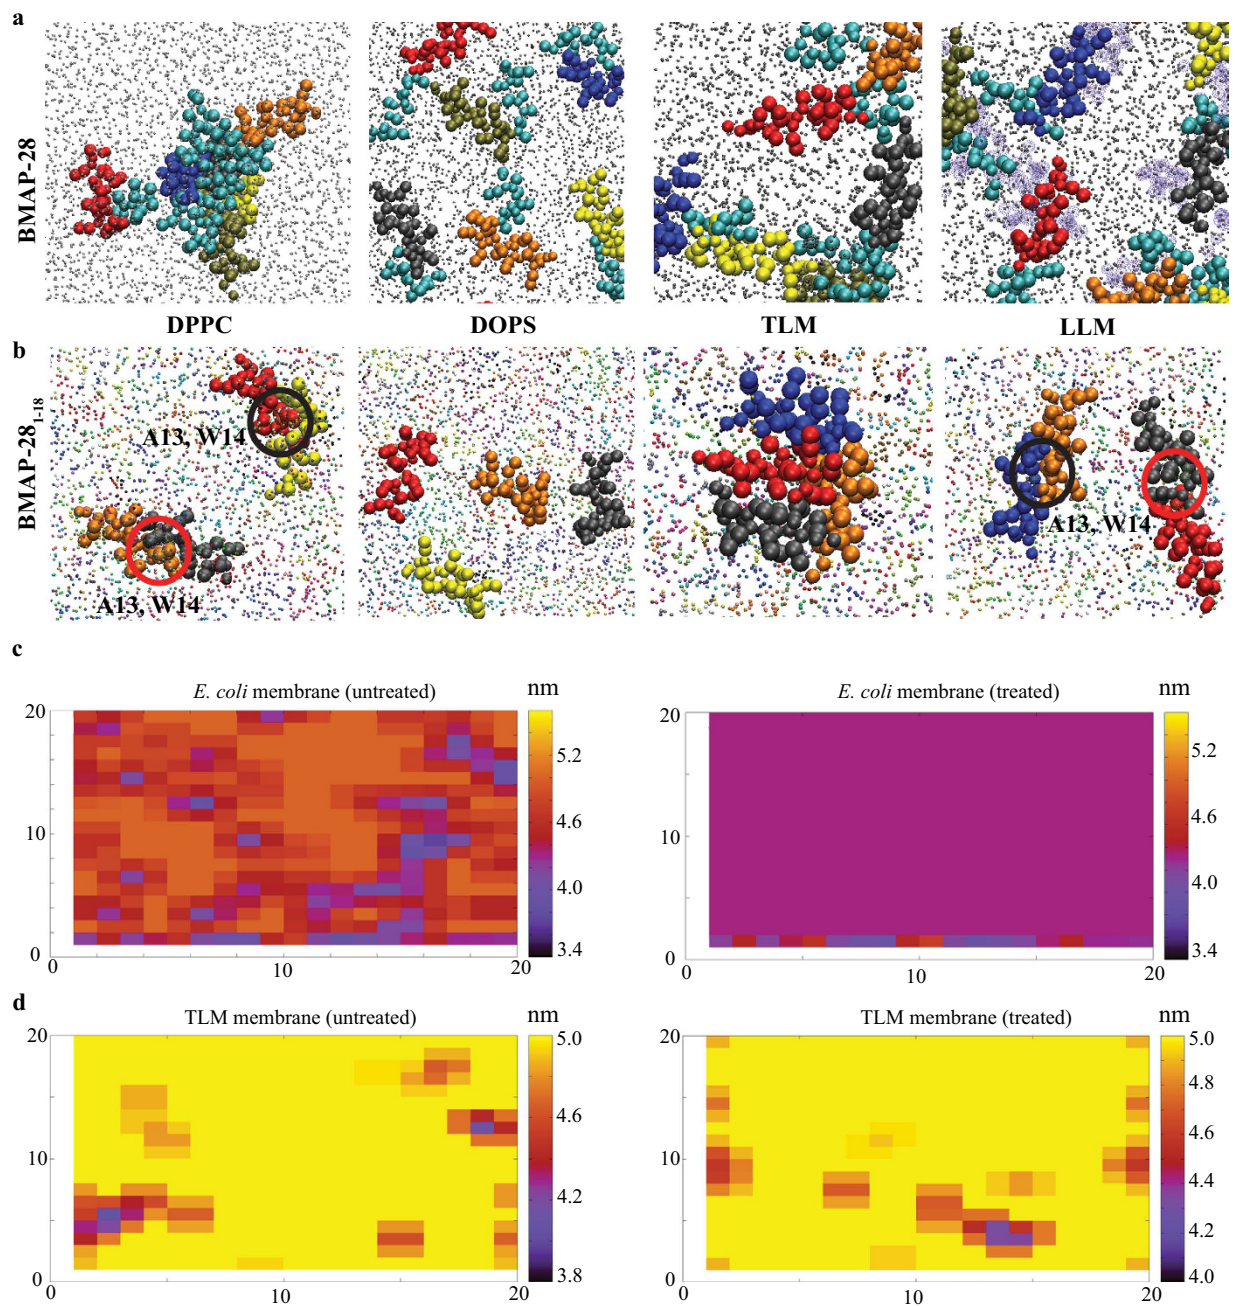 a
BMAP-28
DPPC
DOPS
TLM
LLM
b
BMAP-28₁₋₁₈
A13, W14
A13, W14
A13, W14
c
E. coli membrane (untreated)
nm
20
10
0
0
10
20
5.2
4.6
4.0
3.4
E. coli membrane (treated)
nm
20
10
0
0
10
20
5.2
4.6
4.0
3.4
d
TLM membrane (untreated)
nm
20
10
0
0
10
20
5.0
4.6
4.2
3.8
TLM membrane (treated)
nm
20
10
0
0
10
20
5.0
4.8
4.6
4.4
4.2
4.0